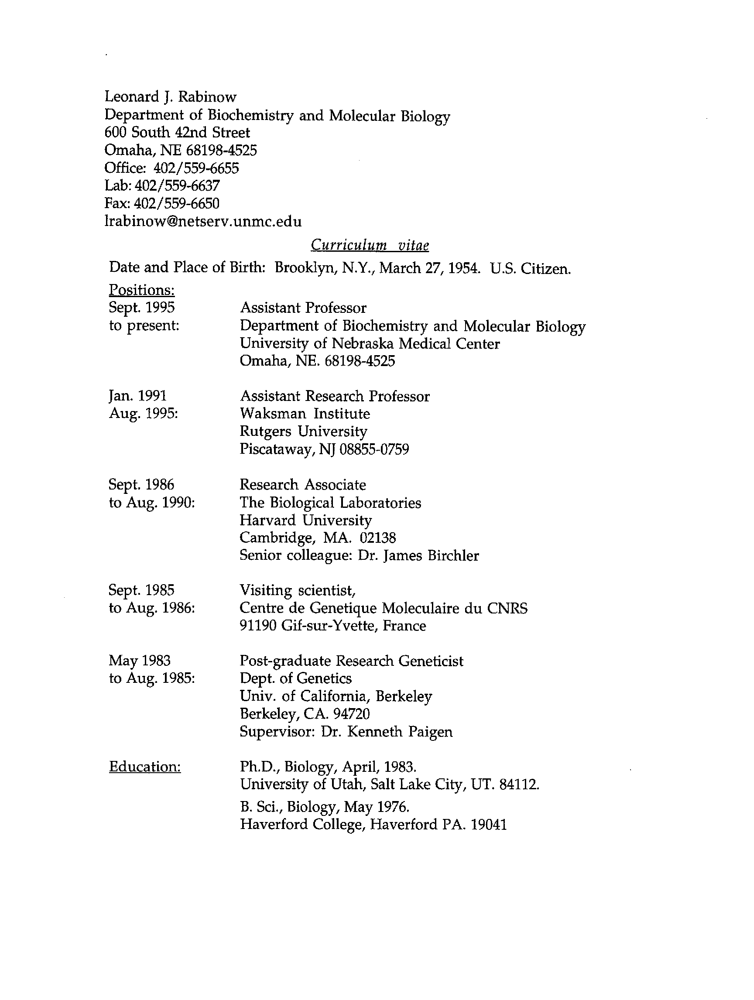 Leonard J. Rabinow
Department of Biochemistry and Molecular Biology
600 South 42nd Street
Omaha, NE 68198-4525
Office: 402/559-6655
Lab: 402/559-6637
Fax: 402/559-6650
lrabinow@netserv.unmc.edu
Curriculum vitae
Date and Place of Birth: Brooklyn, N.Y., March 27, 1954. U.S. Citizen.
Positions:
Sept. 1995 Assistant Professor
to present: Department of Biochemistry and Molecular Biology
University of Nebraska Medical Center
Omaha, NE. 68198-4525
Jan. 1991 Assistant Research Professor
Aug. 1995: Waksman Institute
Rutgers University
Piscataway, NJ 08855-0759
Sept. 1986 Research Associate
to Aug. 1990: The Biological Laboratories
Harvard University
Cambridge, MA. 02138
Senior colleague: Dr. James Birchler
Sept. 1985 Visiting scientist,
to Aug. 1986: Centre de Genetique Moleculaire du CNRS
91190 Gif-sur-Yvette, France
May 1983 Post-graduate Research Geneticist
to Aug. 1985: Dept. of Genetics
Univ. of California, Berkeley
Berkeley, CA. 94720
Supervisor: Dr. Kenneth Paigen
Education: Ph.D., Biology, April, 1983.
University of Utah, Salt Lake City, UT. 84112.
B. Sci., Biology, May 1976.
Haverford College, Haverford PA. 19041